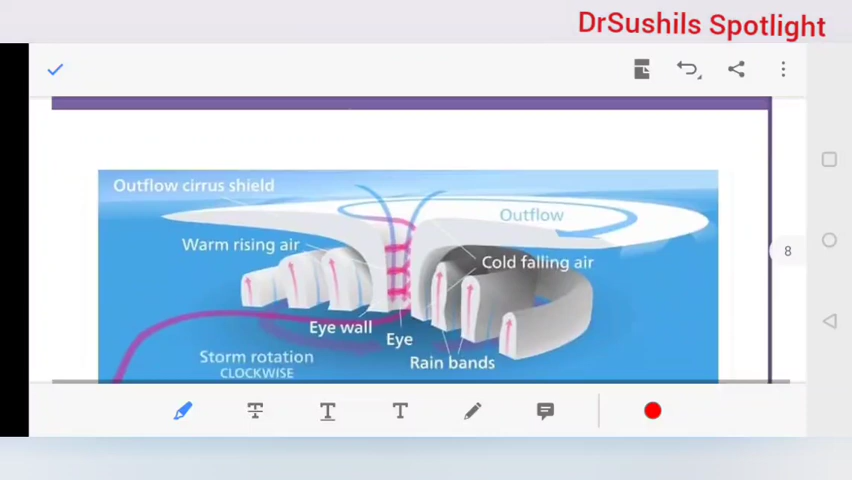 DrSushils Spotlight
Outflow cirrus shield
Outflow
Warm rising air
Cold falling air
8
Eye wall
Eye
Rain bands
Storm rotation
CLOCKWISE
T
T
T